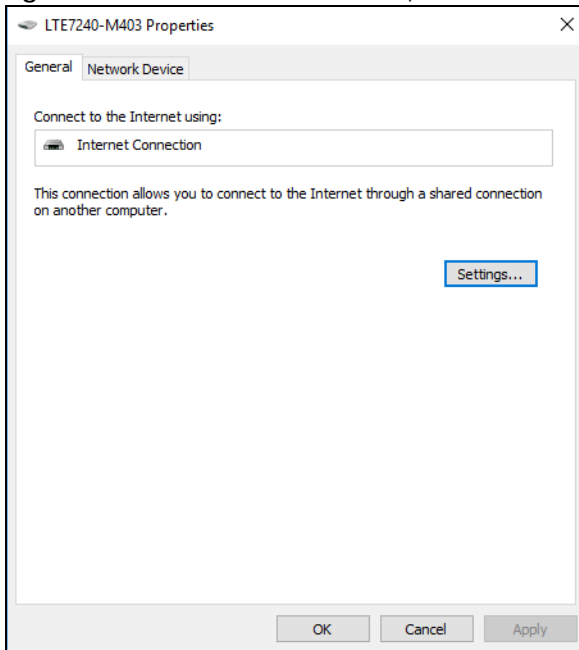 LTE7240-M403 Properties
General
Network Device
Connect to the Internet using:
Internet Connection
This connection allows you to connect to the Internet through a shared connection
on another computer.
Settings...
OK
Cancel
Apply